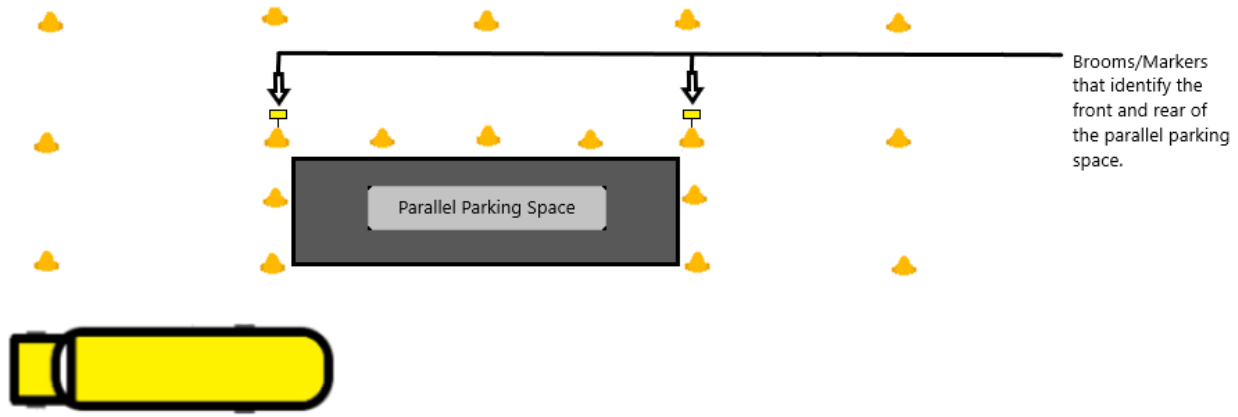 Brooms/Markers
that identify the
front and rear of
the parallel parking
space.
Parallel Parking Space